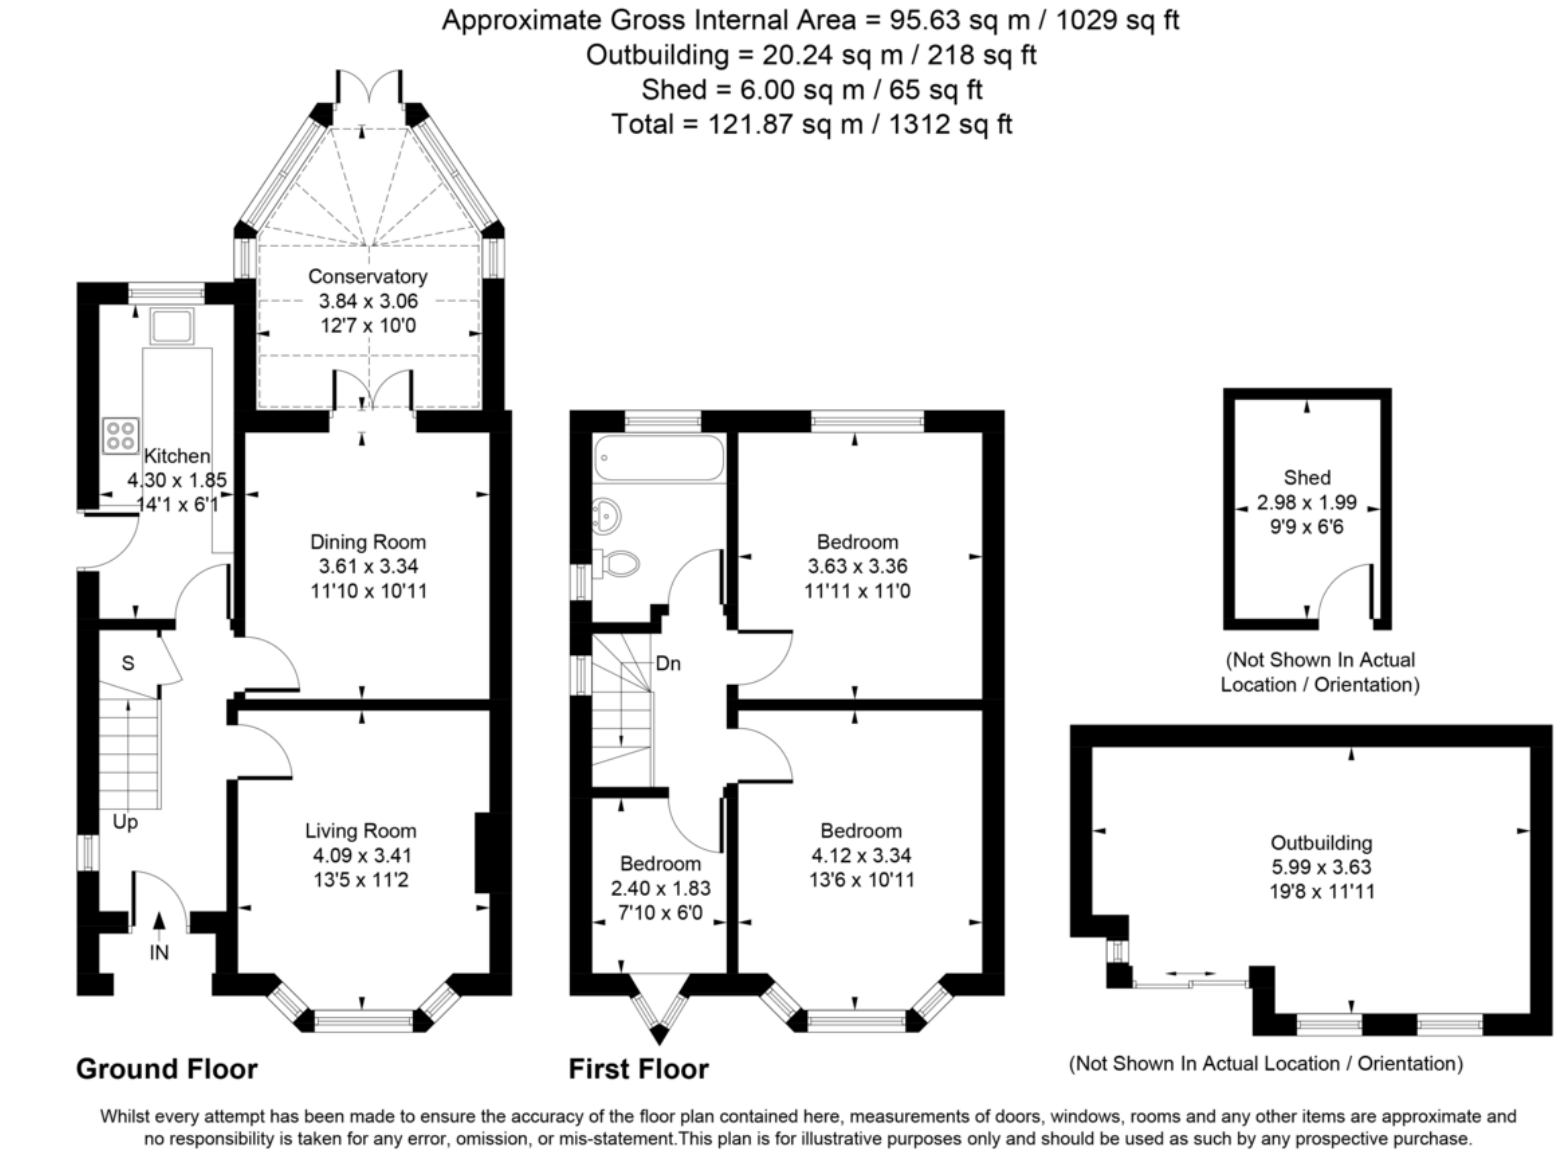 Approximate Gross Internal Area = 95.63 sq m / 1029 sq ft
Outbuilding = 20.24 sq m / 218 sq ft
Shed = 6.00 sq m / 65 sq ft
Total = 121.87 sq m / 1312 sq ft
Conservatory
3.84 x 3.06
12'7 x 10'0
Kitchen
4.30 x 1.85
14'1 x 6'1
Dining Room
3.61 x 3.34
11'10 x 10'11
S
Up
Living Room
4.09 x 3.41
13'5 x 11'2
IN
Ground Floor
Bedroom
3.63 x 3.36
11'11 x 11'0
Dn
Bedroom
4.12 x 3.34
13'6 x 10'11
Bedroom
2.40 x 1.83
7'10 x 6'0
First Floor
Shed
2.98 x 1.99
9'9 x 6'6
(Not Shown In Actual
Location / Orientation)
Outbuilding
5.99 x 3.63
19'8 x 11'11
(Not Shown In Actual Location / Orientation)
Whilst every attempt has been made to ensure the accuracy of the floor plan contained here, measurements of doors, windows, rooms and any other items are approximate and
no responsibility is taken for any error, omission, or mis-statement.This plan is for illustrative purposes only and should be used as such by any prospective purchase.